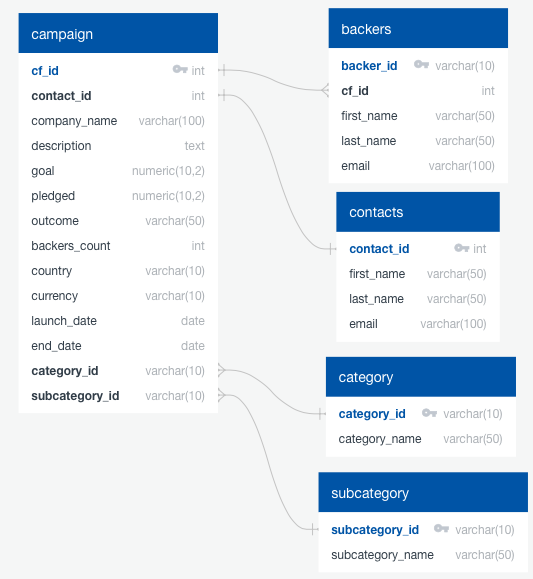 campaign
cf_id int
contact_id int
company_name varchar(100)
description text
goal numeric(10,2)
pledged numeric(10,2)
outcome varchar(50)
backers_count int
country varchar(10)
currency varchar(10)
launch_date date
end_date date
category_id varchar(10)
subcategory_id varchar(10)
backers
backer_id varchar(10)
cf_id int
first_name varchar(50)
last_name varchar(50)
email varchar(100)
contacts
contact_id int
first_name varchar(50)
last_name varchar(50)
email varchar(100)
category
category_id varchar(10)
category_name varchar(50)
subcategory
subcategory_id varchar(10)
subcategory_name varchar(50)